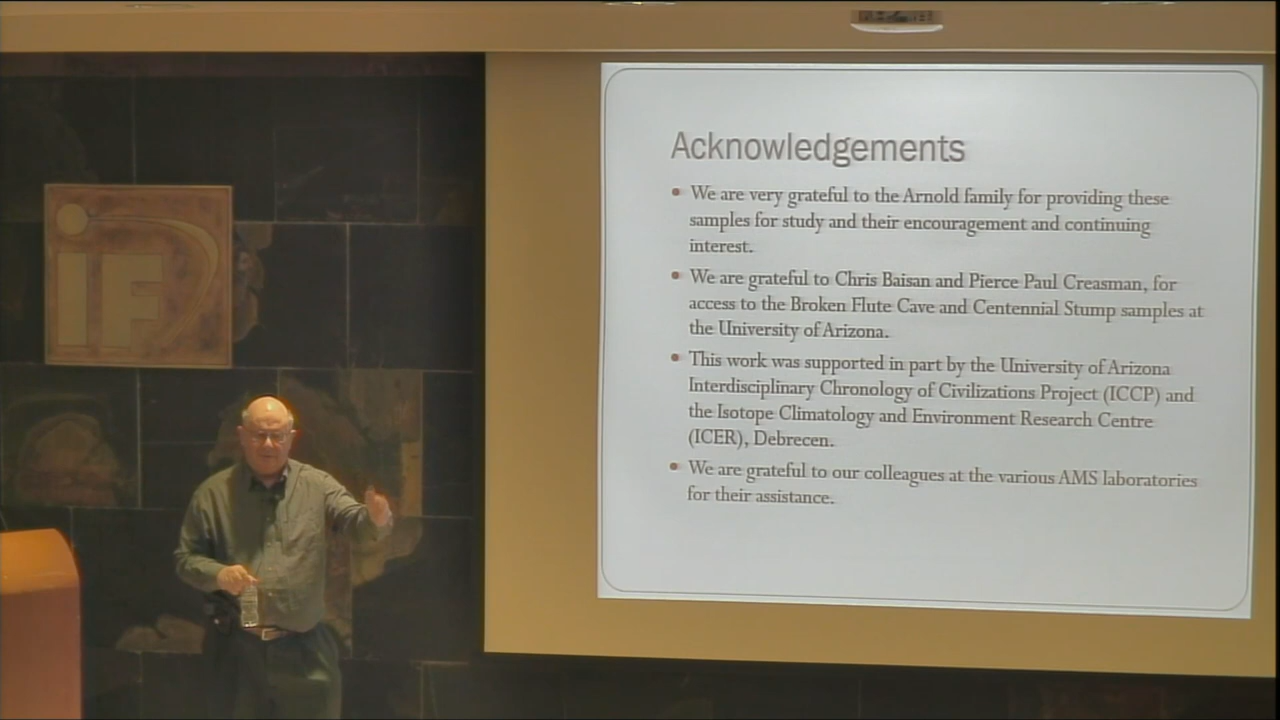 iF
Acknowledgements
• We are very grateful to the Arnold family for providing these
samples for study and their encouragement and continuing
interest.
• We are grateful to Chris Baisan and Pierce Paul Creasman, for
access to the Broken Flute Cave and Centennial Stump samples at
the University of Arizona.
• This work was supported in part by the University of Arizona
Interdisciplinary Chronology of Civilizations Project (ICCP) and
the Isotope Climatology and Environment Research Centre
(ICER), Debrecen.
• We are grateful to our colleagues at the various AMS laboratories
for their assistance.